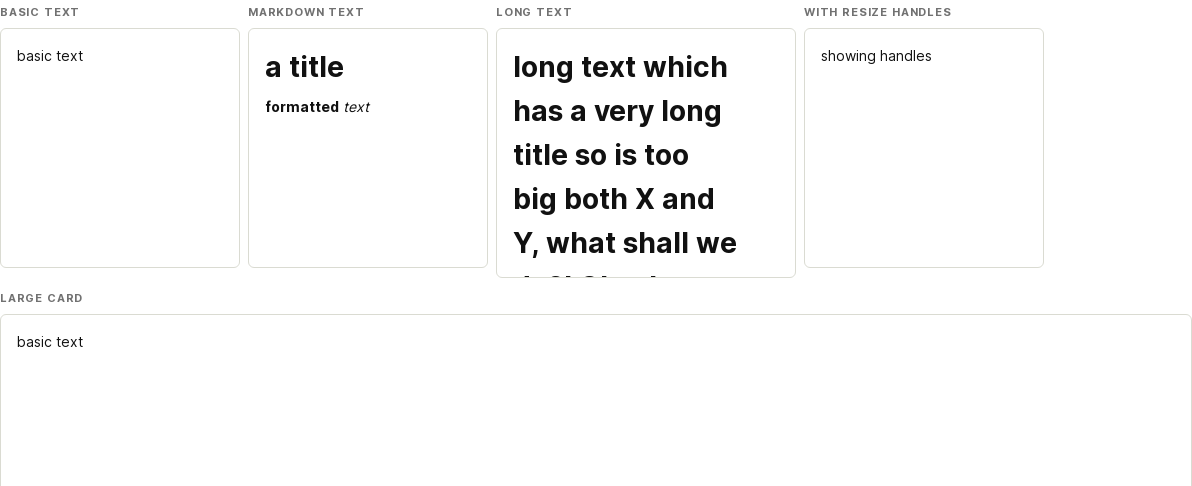 BASIC TEXT
MARKDOWN TEXT
LONG TEXT
WITH RESIZE HANDLES
basic text
a title
formatted text
long text which
has a very long
title so is too
big both X and
Y, what shall we
showing handles
LARGE CARD
basic text